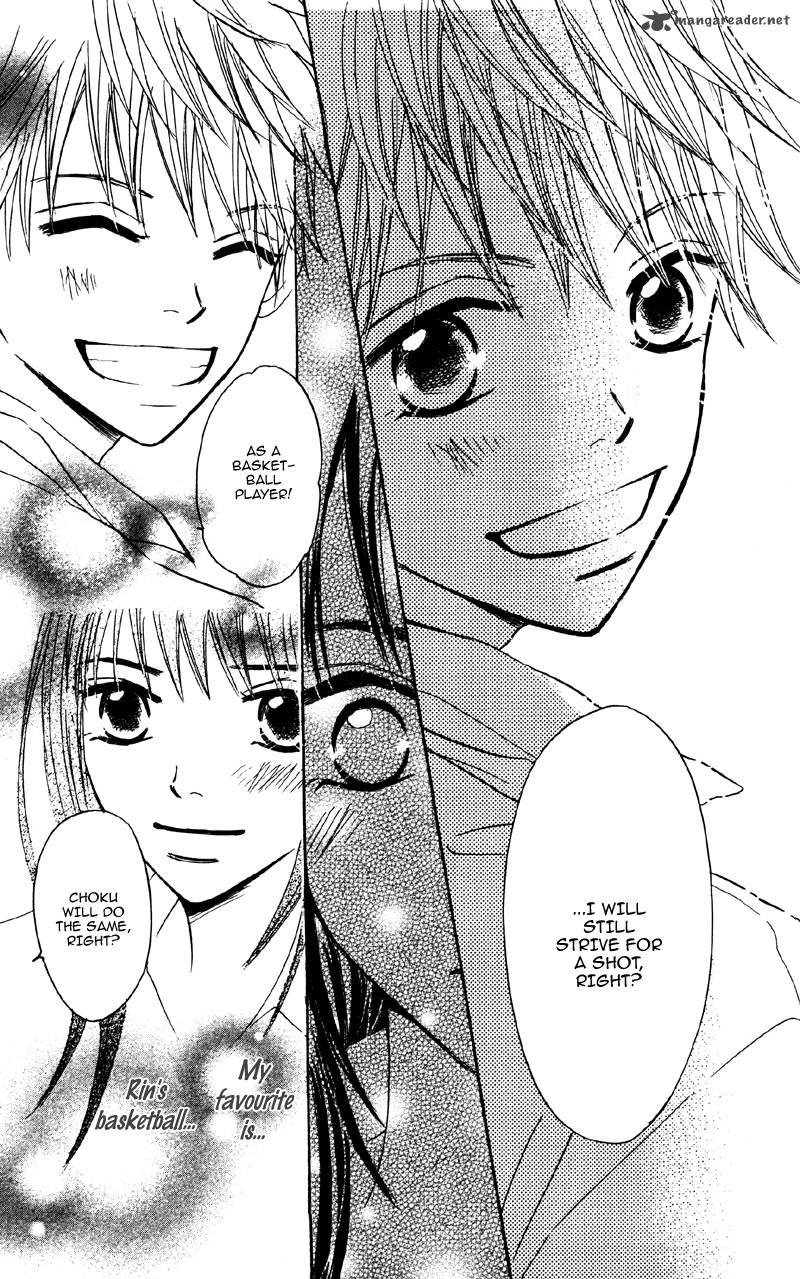 mangareader.net
...I WILL
STILL
STRIVE FOR
A SHOT,
RIGHT?
AS A
BASKET-
BALL
PLAYER!
CHOKU
WILL DO
THE SAME,
RIGHT?
My
favourite
is...
Rin's
basketball...